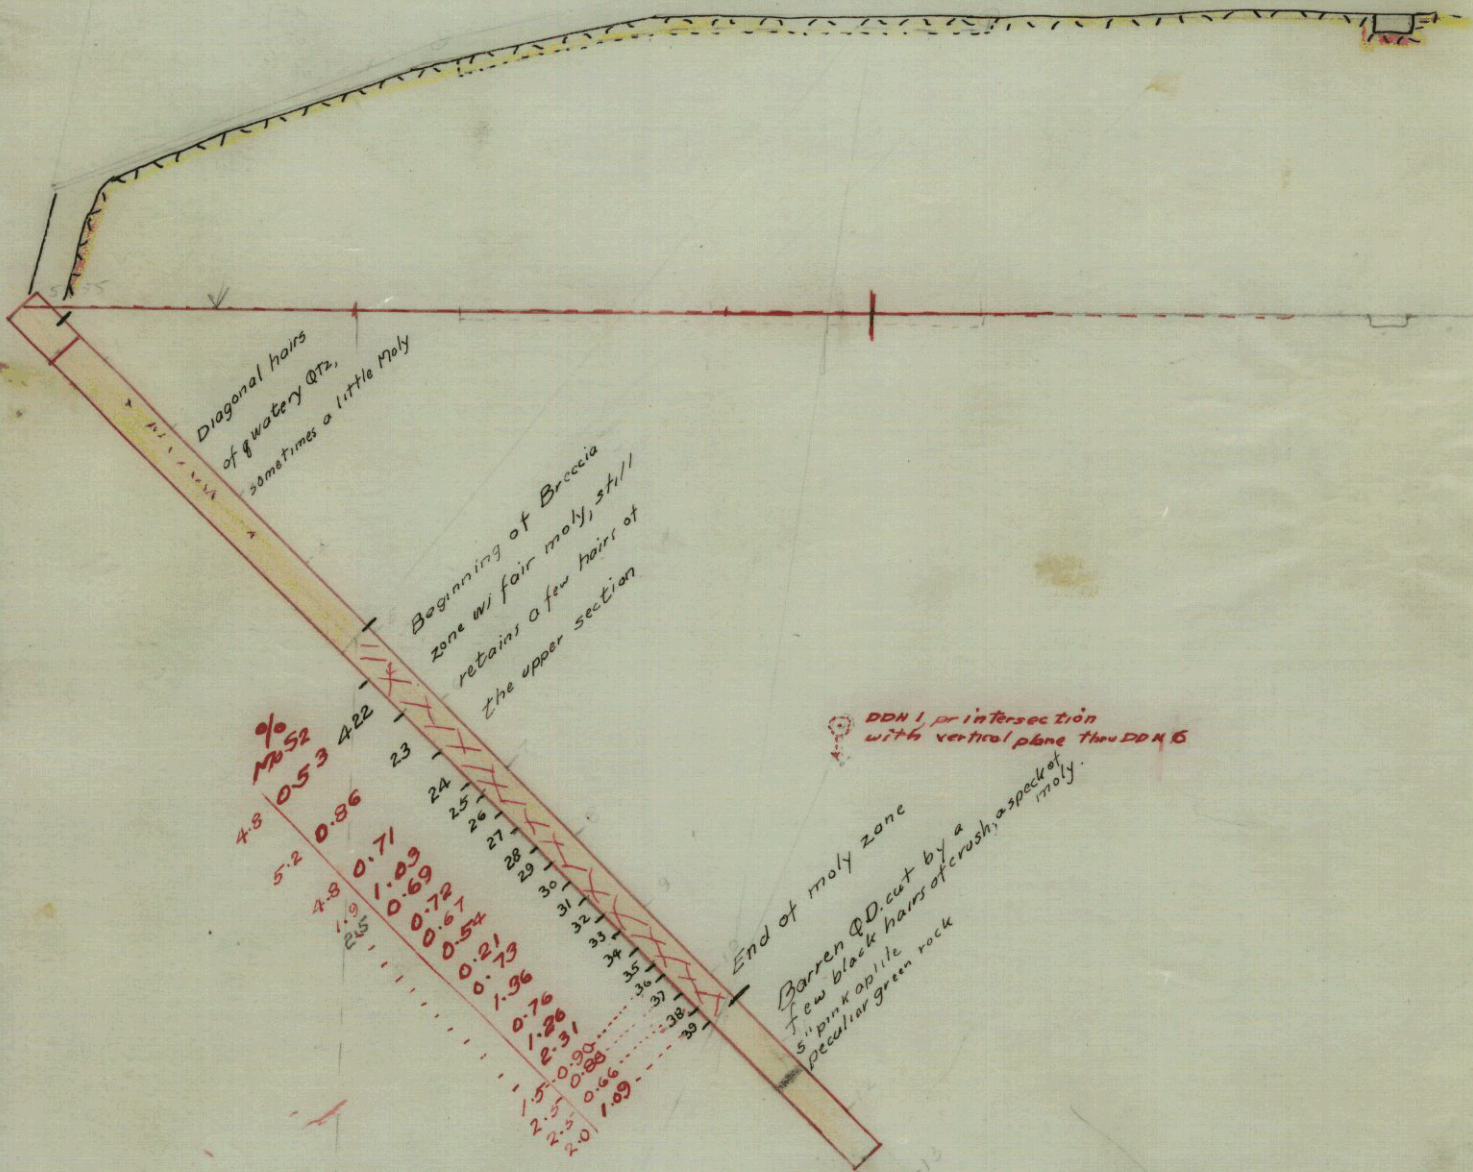 Diagonal hairs
of qwatery QTz,
sometimes a little Moly
Beginning of Breccia
zone w/ fair moly, still
retains a few hairs of
the upper section
DDH 1, pr intersection
with vertical plane thru DDH 6
End of moly zone
Barren Q.D. cut by a
few black hairs of crush, a speck of
moly.
5" pink aplite
peculiar green rock
%
MoS2
422
23
24
25
26
27
28
29
30
31
32
33
34
35
36
37
38
39
0.53
0.86
0.71
1.03
0.69
0.72
0.67
0.54
0.21
0.73
1.36
0.76
1.26
2.31
0.90
0.88
0.66
1.09
4.8
5.2
4.8
1.9
2.5
1.5
2.5
2.5
2.0